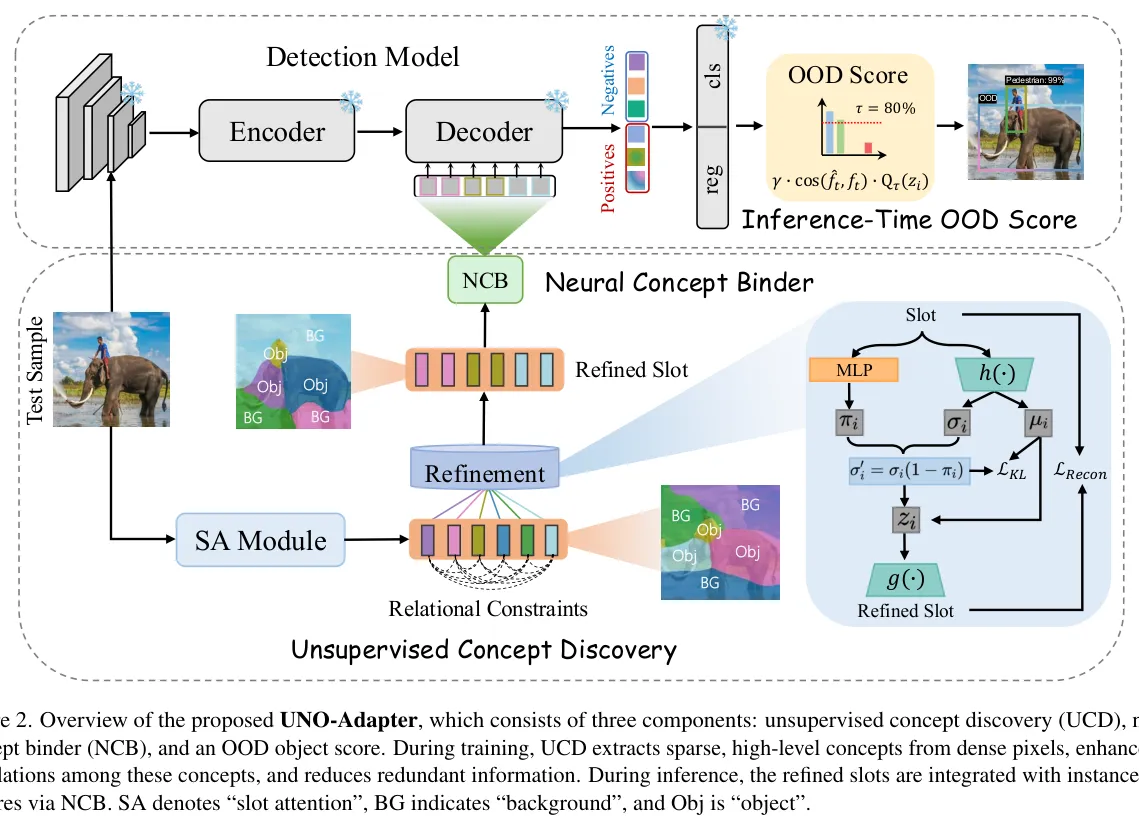 Detection Model
Encoder
Decoder
Negatives
Positives
cls
reg
OOD Score
τ = 80%
γ · cos(f̂ₜ, fₜ) · Q_τ(zᵢ)
Pedestrian: 99%
OOD
Inference-Time OOD Score
NCB
Neural Concept Binder
Test Sample
BG
Obj
Obj
Obj
BG
BG
Refined Slot
Refinement
SA Module
BG
BG
Obj
Obj
Obj
BG
Relational Constraints
Unsupervised Concept Discovery
Slot
MLP
h(·)
πᵢ
σᵢ
μᵢ
σ′ᵢ = σᵢ(1 − πᵢ)
ℒ_KL
ℒ_Recon
zᵢ
g(·)
Refined Slot
re 2. Overview of the proposed UNO-Adapter, which consists of three components: unsupervised concept discovery (UCD), n
ept binder (NCB), and an OOD object score. During training, UCD extracts sparse, high-level concepts from dense pixels, enhance
lations among these concepts, and reduces redundant information. During inference, the refined slots are integrated with instance
res via NCB. SA denotes “slot attention”, BG indicates “background”, and Obj is “object”.